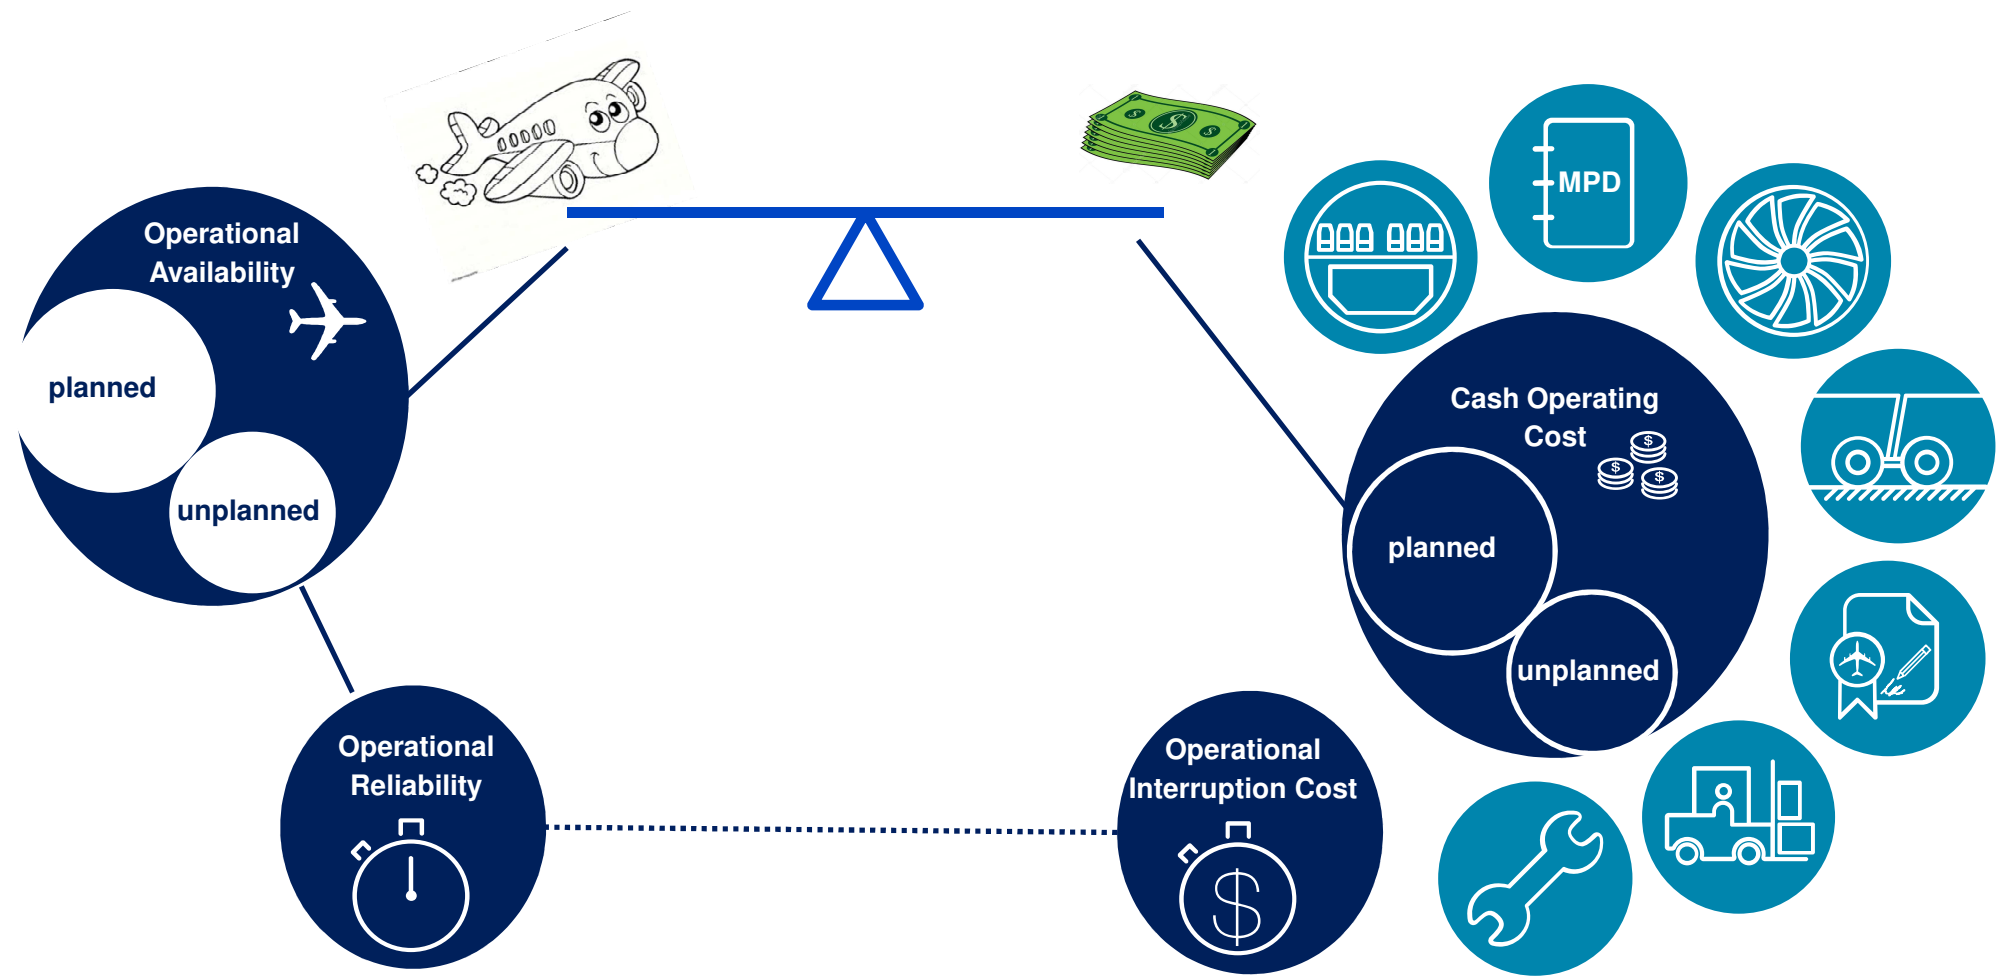 Operational
Availability
planned
unplanned
Operational
Reliability
Operational
Interruption Cost
Cash Operating
Cost
planned
unplanned
MPD
$
$
$
$
$
$
$